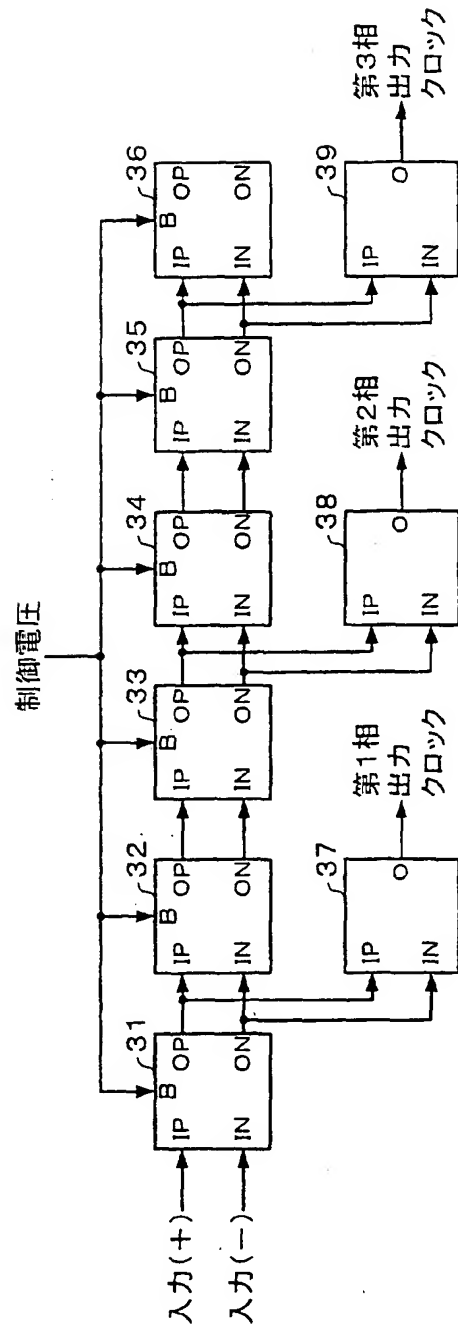 制御電圧
31
B
IP OP
IN ON
32
B
IP OP
IN ON
33
B
IP OP
IN ON
34
B
IP OP
IN ON
35
B
IP OP
IN ON
36
B
IP OP
IN ON
入力(+)
入力(−)
37
IP
IN
O
第1相
出力
クロック
38
IP
IN
O
第2相
出力
クロック
39
IP
IN
O
第3相
出力
クロック